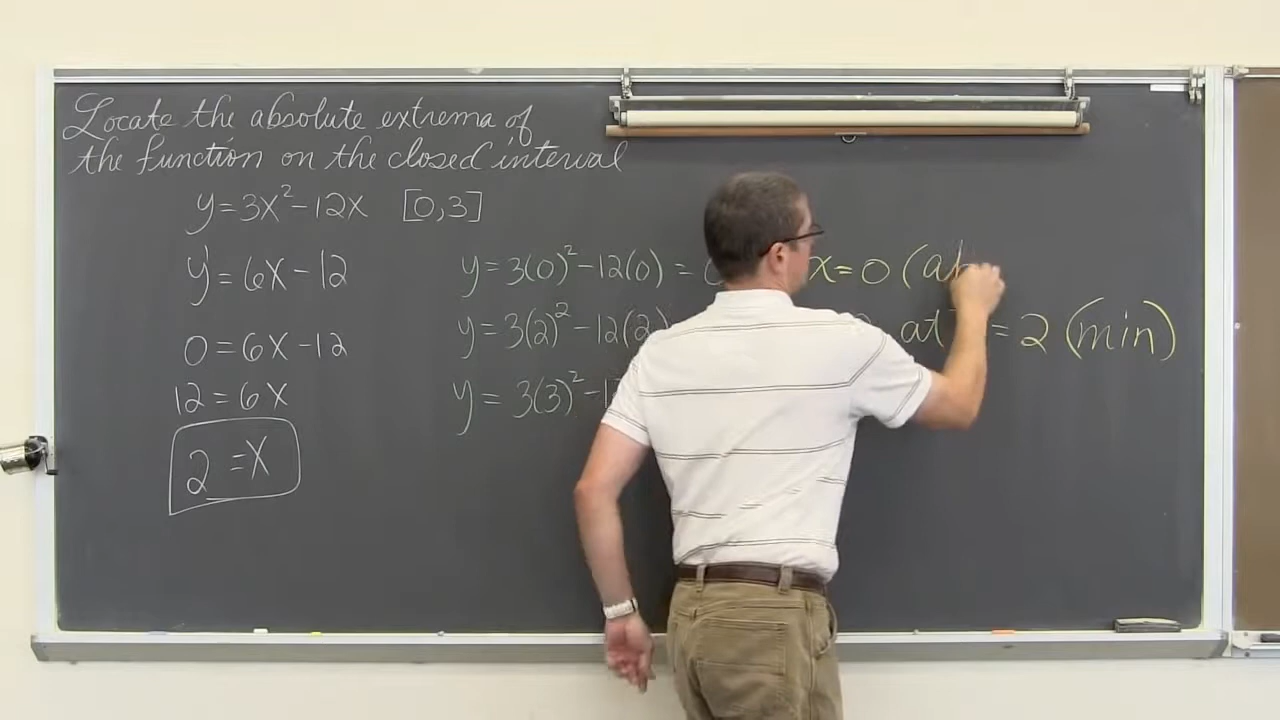 Locate the absolute extrema of
the function on the closed interval
y=3x²-12x [0,3]
y'=6x-12
0=6x-12
12=6x
2=x
y=3(0)²-12(0)= x=0 (ab
y=3(2)²-12(2) at =2 (min)
y=3(3)²-1